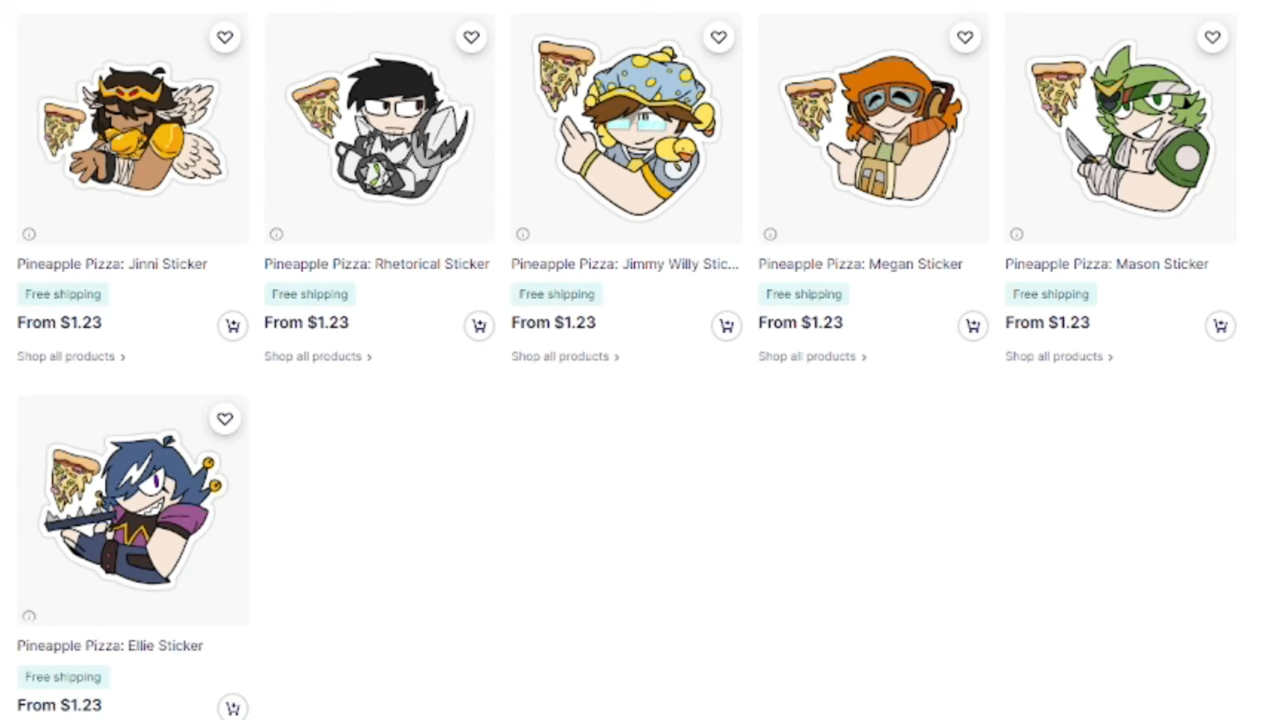 Pineapple Pizza: Jinni Sticker
Free shipping
From $1.23
Shop all products
Pineapple Pizza: Rhetorical Sticker
Free shipping
From $1.23
Shop all products
Pineapple Pizza: Jimmy Willy Stic...
Free shipping
From $1.23
Shop all products
Pineapple Pizza: Megan Sticker
Free shipping
From $1.23
Shop all products
Pineapple Pizza: Mason Sticker
Free shipping
From $1.23
Shop all products
Pineapple Pizza: Ellie Sticker
Free shipping
From $1.23